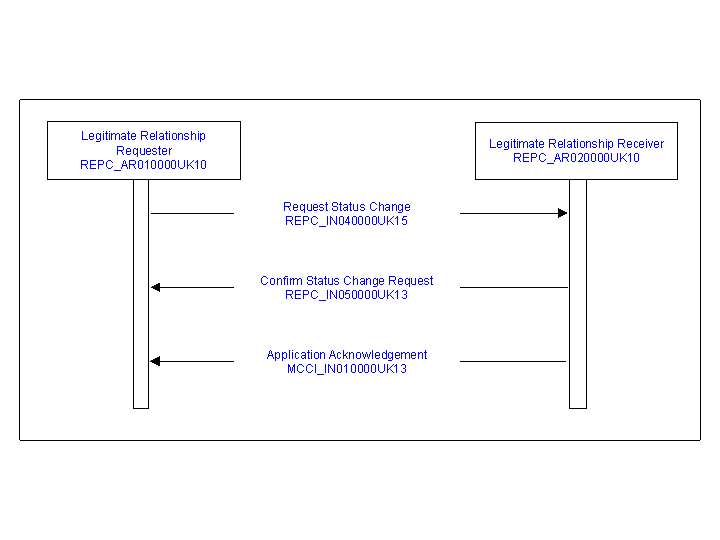 Legitimate Relationship
Requester
REPC_AR010000UK10
Legitimate Relationship Receiver
REPC_AR020000UK10
Request Status Change
REPC_IN040000UK15
Confirm Status Change Request
REPC_IN050000UK13
Application Acknowledgement
MCCI_IN010000UK13